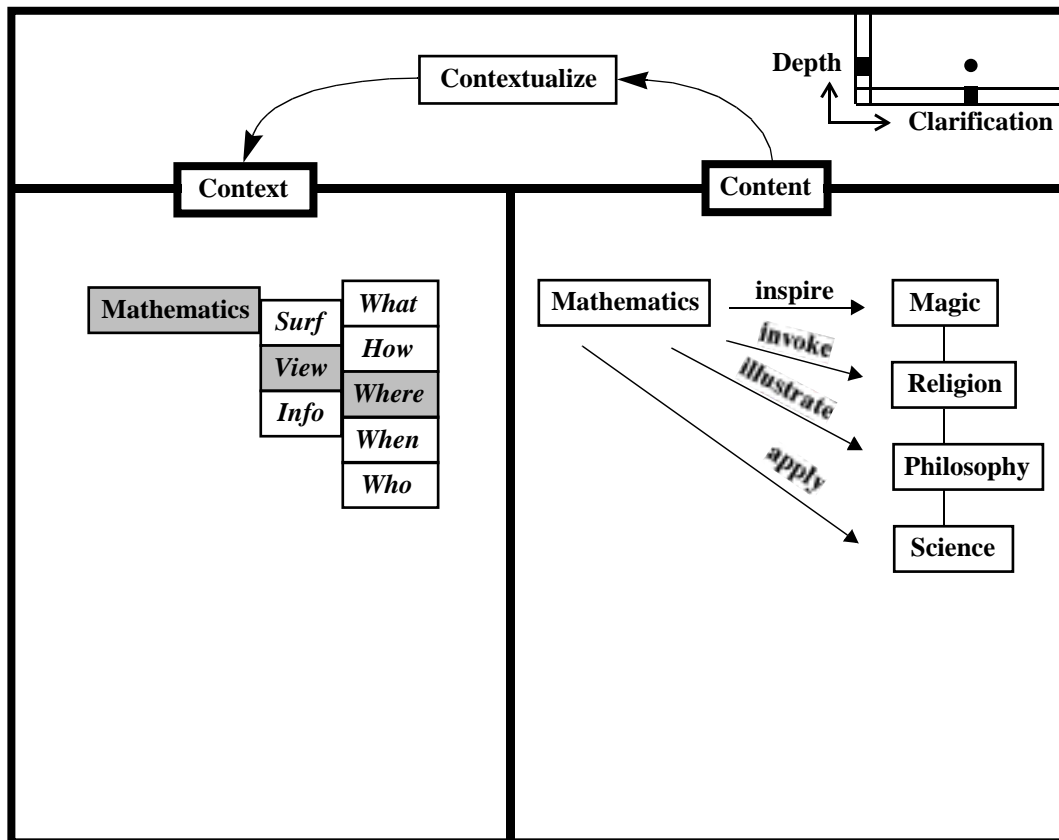 Contextualize
Depth
Clarification
Context
Content
Mathematics
Surf
View
Info
What
How
Where
When
Who
Mathematics
inspire
invoke
illustrate
apply
Magic
Religion
Philosophy
Science